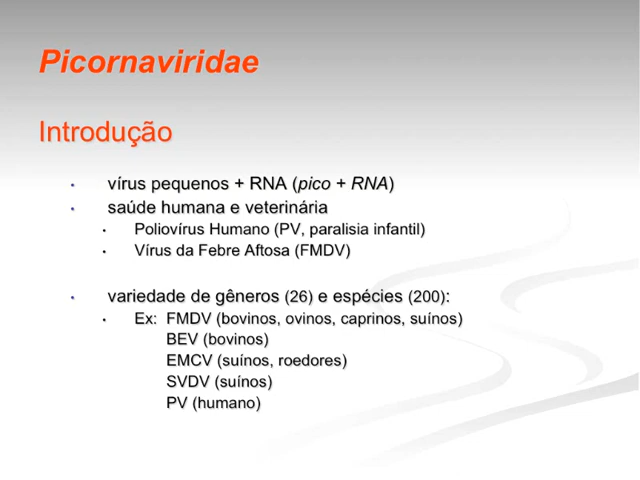 Picornaviridae
Introdução
• vírus pequenos + RNA (pico + RNA)
• saúde humana e veterinária
• Poliovírus Humano (PV, paralisia infantil)
• Vírus da Febre Aftosa (FMDV)
• variedade de gêneros (26) e espécies (200):
• Ex: FMDV (bovinos, ovinos, caprinos, suínos)
BEV (bovinos)
EMCV (suínos, roedores)
SVDV (suínos)
PV (humano)